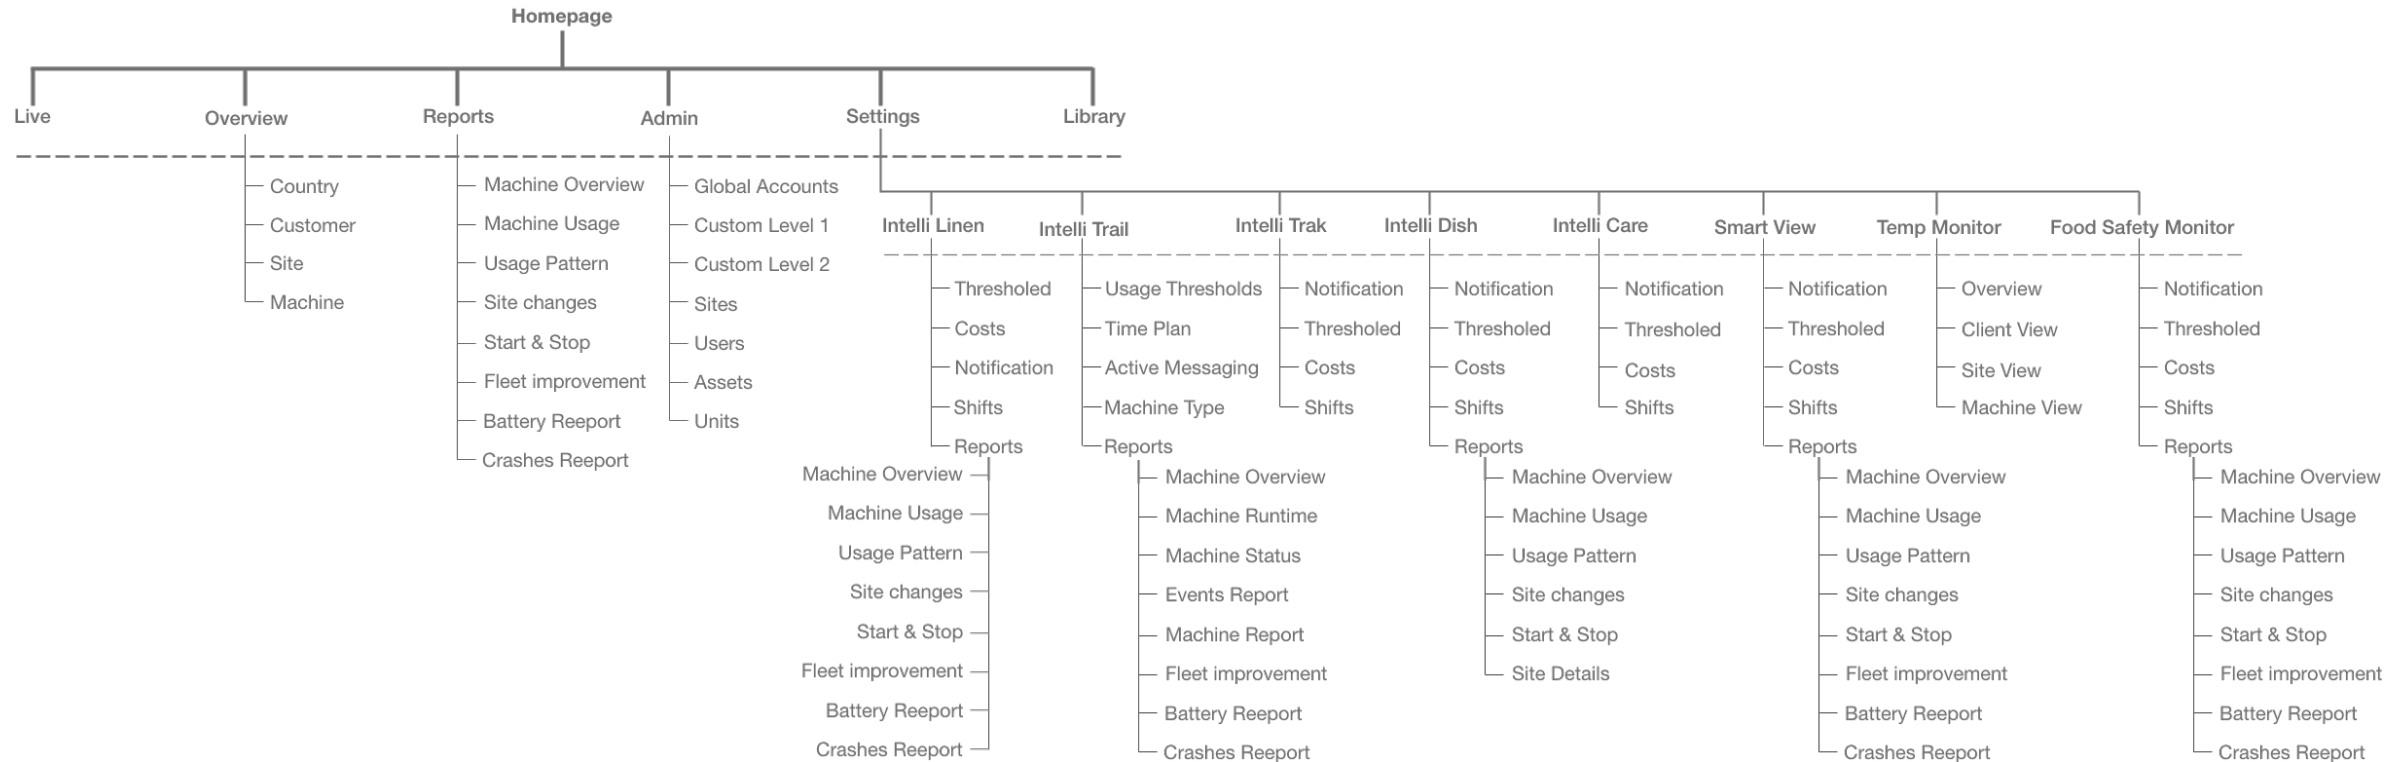 Homepage
Live
Overview
Reports
Admin
Settings
Library
Country
Customer
Site
Machine
Machine Overview
Machine Usage
Usage Pattern
Site changes
Start & Stop
Fleet improvement
Battery Reeport
Crashes Reeport
Global Accounts
Custom Level 1
Custom Level 2
Sites
Users
Assets
Units
Intelli Linen
Thresholed
Costs
Notification
Shifts
Reports
Machine Overview
Machine Usage
Usage Pattern
Site changes
Start & Stop
Fleet improvement
Battery Reeport
Crashes Reeport
Intelli Trail
Usage Thresholds
Time Plan
Active Messaging
Machine Type
Reports
Machine Overview
Machine Runtime
Machine Status
Events Report
Machine Report
Fleet improvement
Battery Reeport
Crashes Reeport
Intelli Trak
Notification
Thresholed
Costs
Shifts
Intelli Dish
Notification
Thresholed
Costs
Shifts
Reports
Machine Overview
Machine Usage
Usage Pattern
Site changes
Start & Stop
Site Details
Intelli Care
Notification
Thresholed
Costs
Shifts
Smart View
Notification
Thresholed
Costs
Shifts
Reports
Machine Overview
Machine Usage
Usage Pattern
Site changes
Start & Stop
Fleet improvement
Battery Reeport
Crashes Reeport
Temp Monitor
Overview
Client View
Site View
Machine View
Food Safety Monitor
Notification
Thresholed
Costs
Shifts
Reports
Machine Overview
Machine Usage
Usage Pattern
Site changes
Start & Stop
Fleet improvement
Battery Reeport
Crashes Reeport